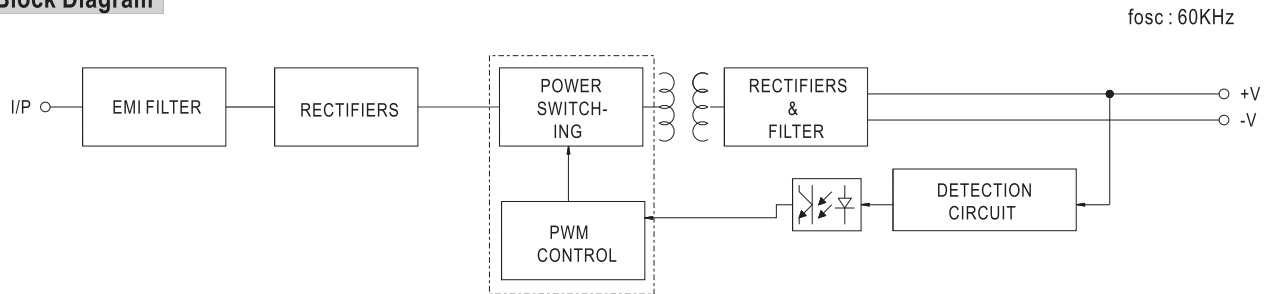 Block Diagram
fosc : 60KHz
I/P
EMI FILTER
RECTIFIERS
POWER
SWITCH-
ING
RECTIFIERS
&
FILTER
+V
-V
DETECTION
CIRCUIT
PWM
CONTROL